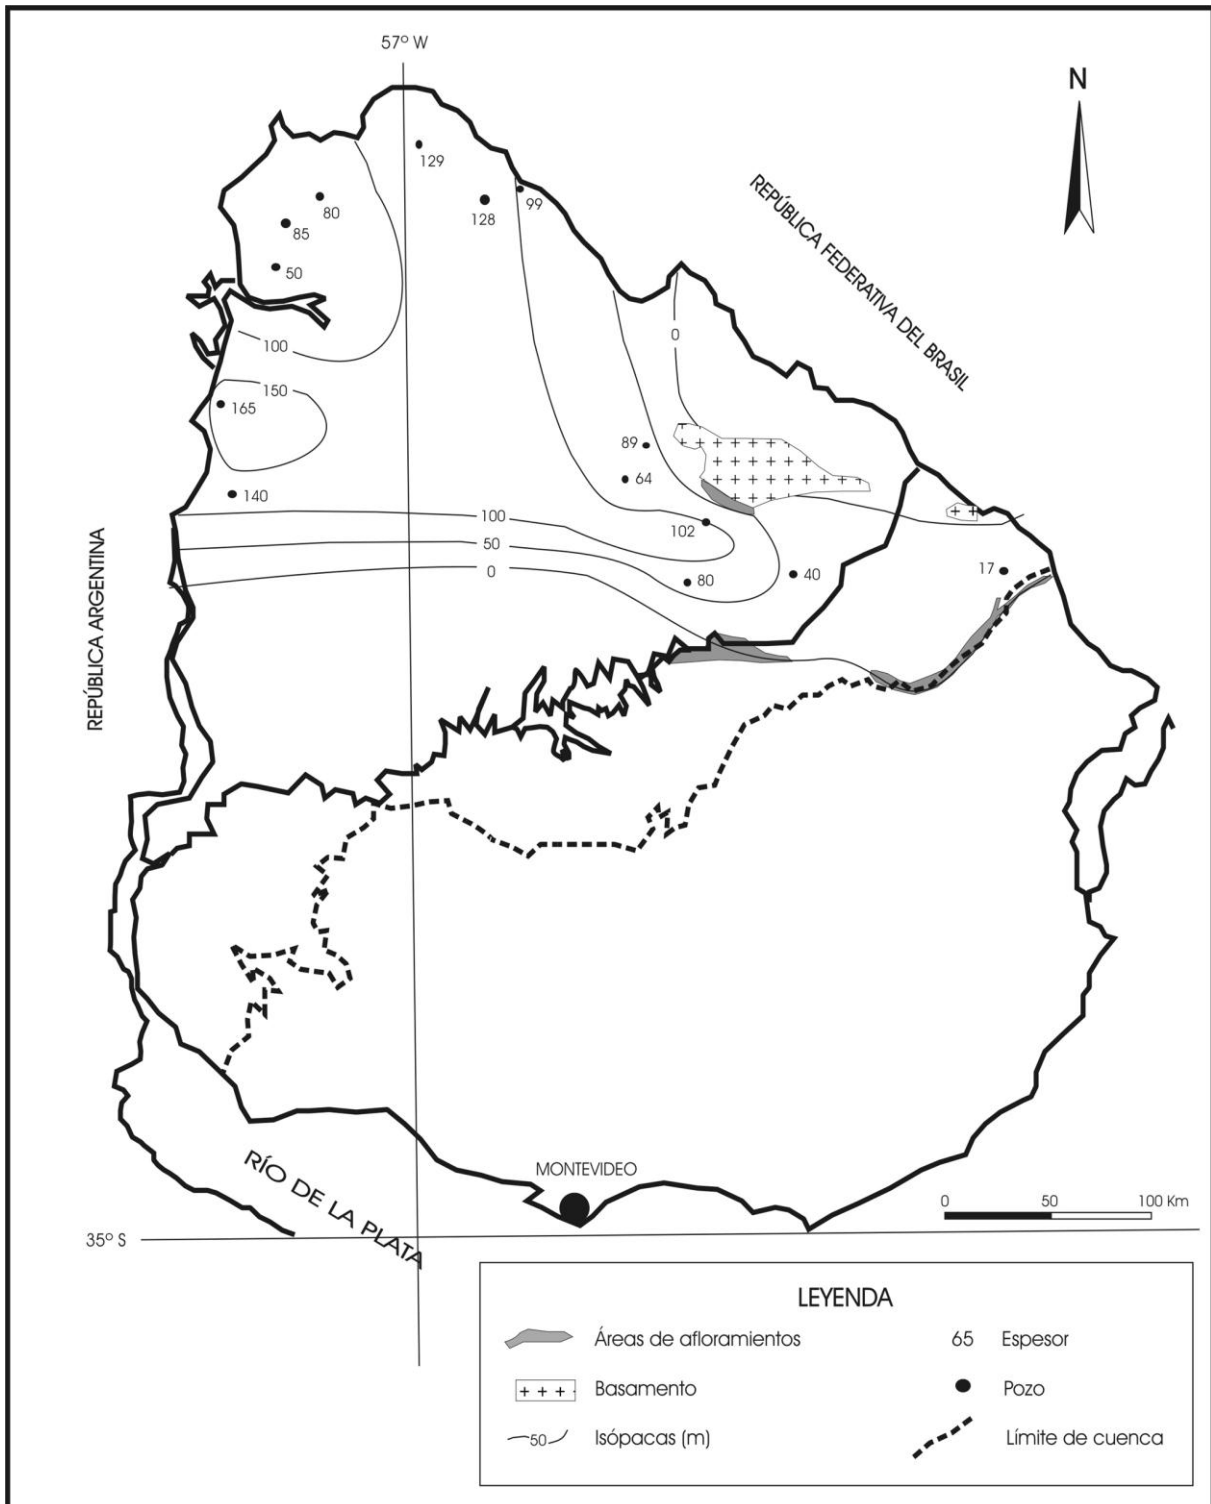 57º W
N
129
80
99
128
85
REPÚBLICA FEDERATIVA DEL BRASIL
50
0
100
150
165
89
64
140
100
102
50
0
80
40
17
REPÚBLICA ARGENTINA
MONTEVIDEO
RÍO DE LA PLATA
0 50 100 Km
35º S
LEYENDA
Áreas de afloramientos
65 Espesor
Basamento
Pozo
50 Isópacas (m)
Límite de cuenca